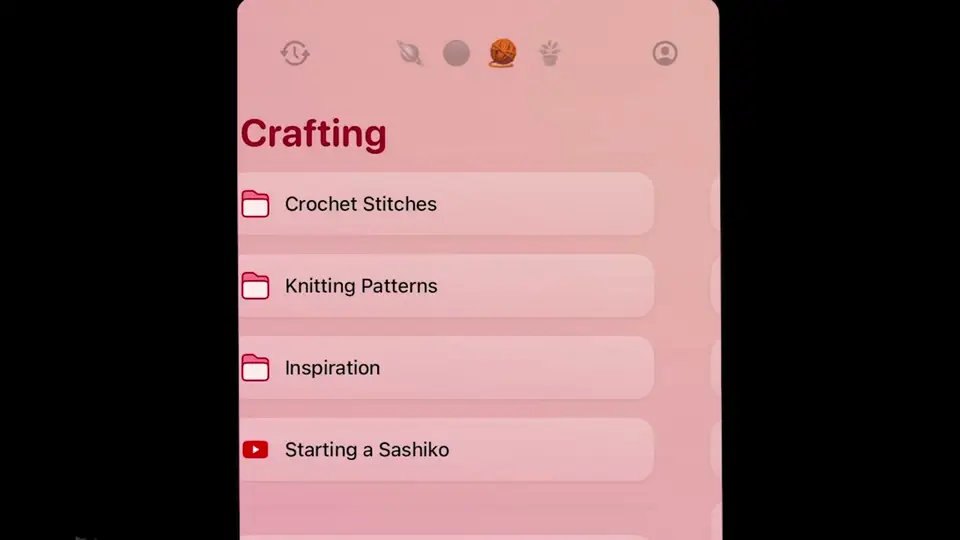 Crafting
Crochet Stitches
Knitting Patterns
Inspiration
Starting a Sashiko